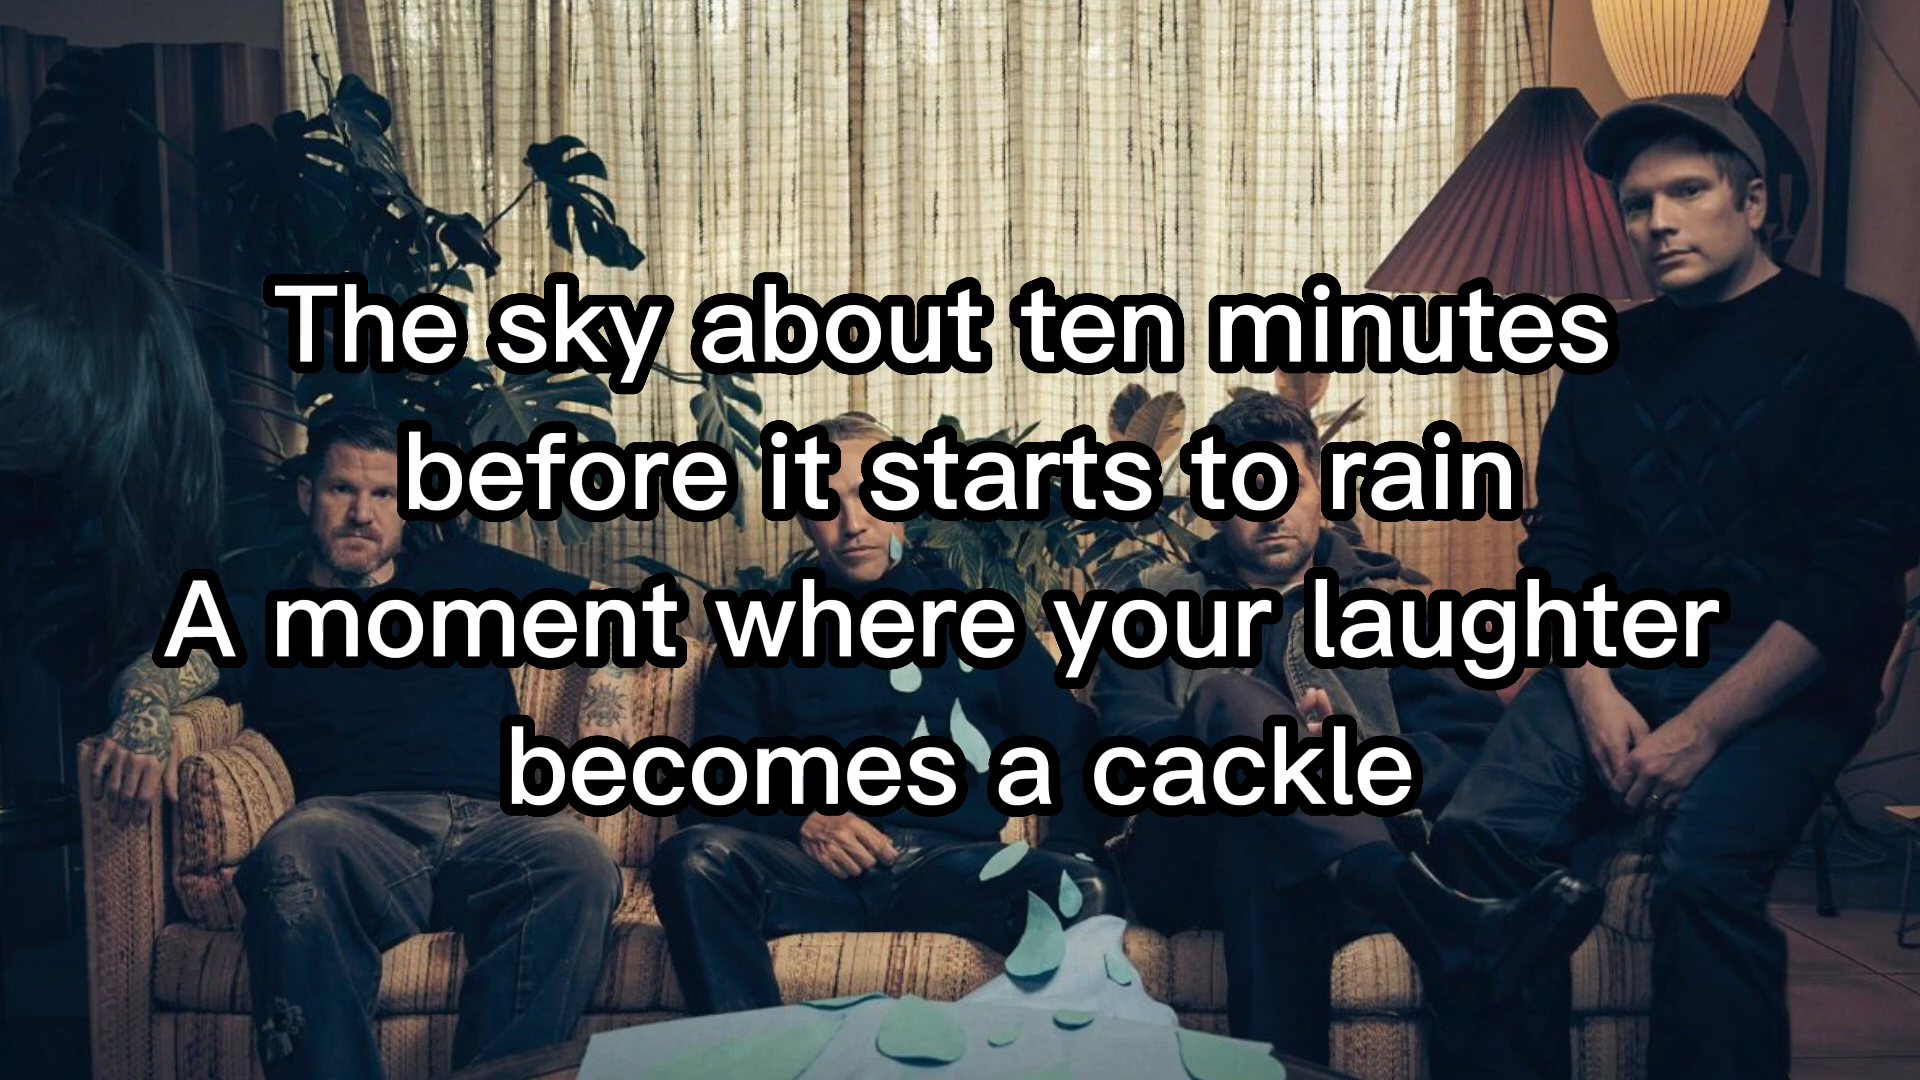 The sky about ten minutes
before it starts to rain
A moment where your laughter
becomes a cackle